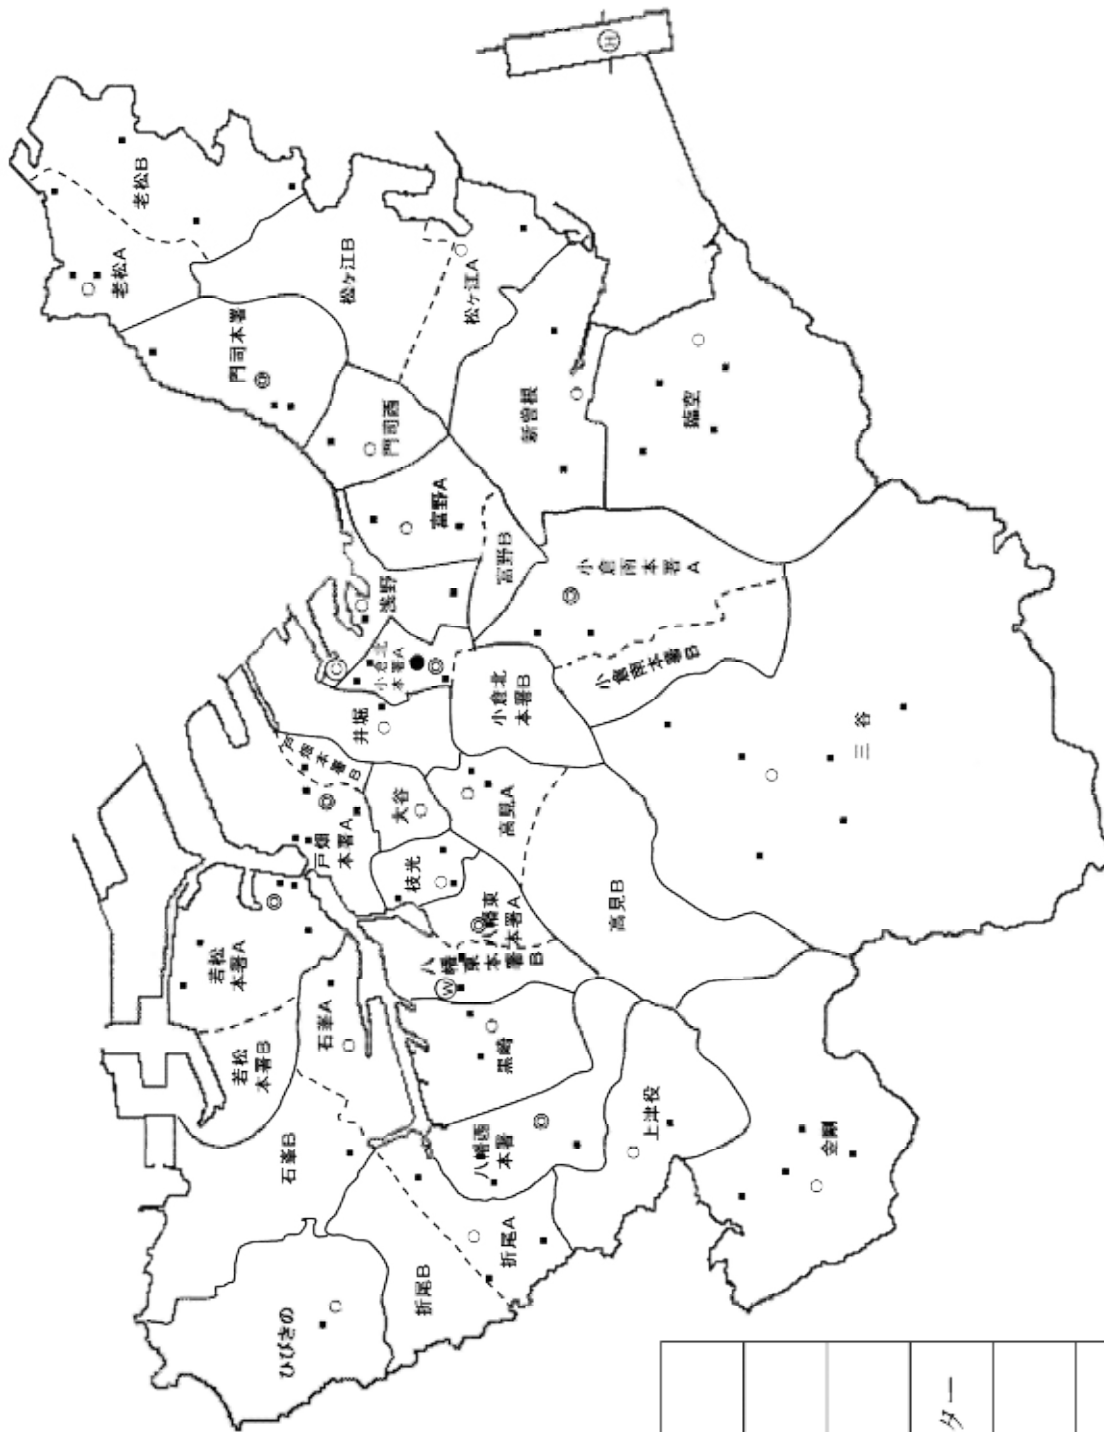 H
老松B
老松A
松ヶ江B
松ヶ江A
門司本署
門司西
新曽根
臨空
富野A
富野B
浅野
小倉南
本署A
小倉南本署B
C
小倉北
本署A
小倉北
本署B
井堀
三谷
戸畑本署B
戸畑
本署A
大谷
高見A
高見B
枝光
八幡東
本署A
八幡東本署B
W
若松
本署A
若松
本署B
石峯A
石峯B
黒崎
八幡西
本署
上津役
金剛
折尾A
折尾B
ひびきの
ター